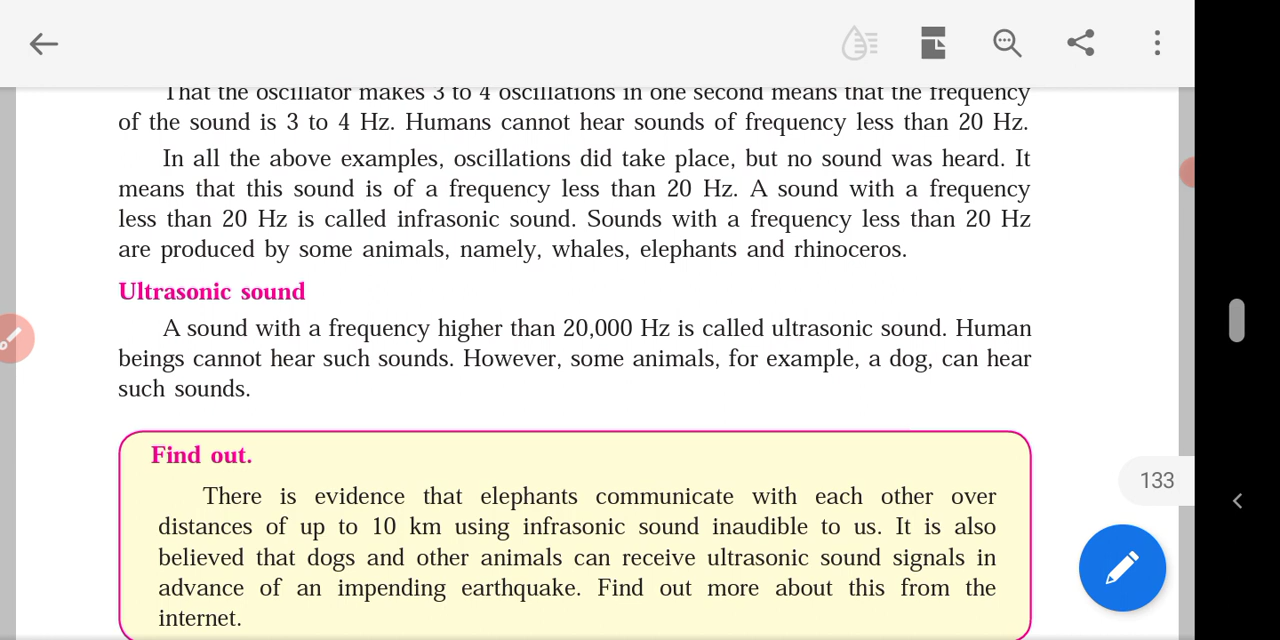 That the oscillator makes 3 to 4 oscillations in one second means that the frequency
of the sound is 3 to 4 Hz. Humans cannot hear sounds of frequency less than 20 Hz.
In all the above examples, oscillations did take place, but no sound was heard. It
means that this sound is of a frequency less than 20 Hz. A sound with a frequency
less than 20 Hz is called infrasonic sound. Sounds with a frequency less than 20 Hz
are produced by some animals, namely, whales, elephants and rhinoceros.
Ultrasonic sound
A sound with a frequency higher than 20,000 Hz is called ultrasonic sound. Human
beings cannot hear such sounds. However, some animals, for example, a dog, can hear
such sounds.
Find out.
There is evidence that elephants communicate with each other over
distances of up to 10 km using infrasonic sound inaudible to us. It is also
believed that dogs and other animals can receive ultrasonic sound signals in
advance of an impending earthquake. Find out more about this from the
internet.
133